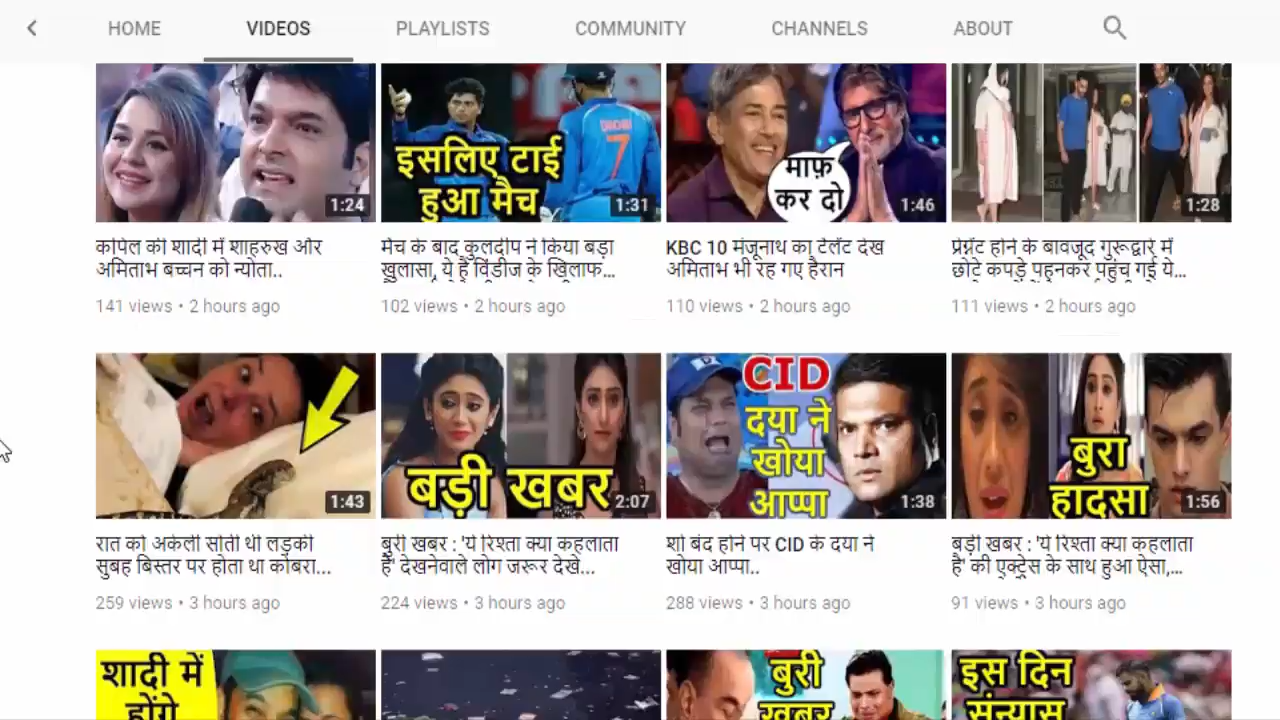 HOME VIDEOS PLAYLISTS COMMUNITY CHANNELS ABOUT
इसलिए टाई
हुआ मैच
7
माफ़
कर दो
1:24
1:31
1:46
1:28
कपिल की शादी में शाहरुख और
अमिताभ बच्चन को न्योता..
141 views • 2 hours ago
मैच के बाद कुलदीप ने किया बड़ा
खुलासा, ये है विंडीज के खिलाफ...
102 views • 2 hours ago
KBC 10 मंजूनाथ का टैलेंट देख
अमिताभ भी रह गए हैरान
110 views • 2 hours ago
प्रेग्नेंट होने के बावजूद गुरूद्वारे में
छोटे कपड़े पहनकर पहुंच गई ये...
111 views • 2 hours ago
बड़ी खबर
CID
दया ने
खोया
आप्पा
बुरा
हादसा
1:43
2:07
1:38
1:56
रात को अकेली सोती थी लड़की
सुबह बिस्तर पर होता था कोबरा...
259 views • 3 hours ago
बुरी खबर : 'ये रिश्ता क्या कहलाता
है' देखनेवाले लोग जरूर देखे...
224 views • 3 hours ago
शो बंद होने पर CID के दया ने
खोया आप्पा..
288 views • 3 hours ago
बड़ी खबर : 'ये रिश्ता क्या कहलाता
है' की एक्ट्रेस के साथ हुआ ऐसा,...
91 views • 3 hours ago
शादी में
होंगे
बुरी
खबर
इस दिन
संन्यास